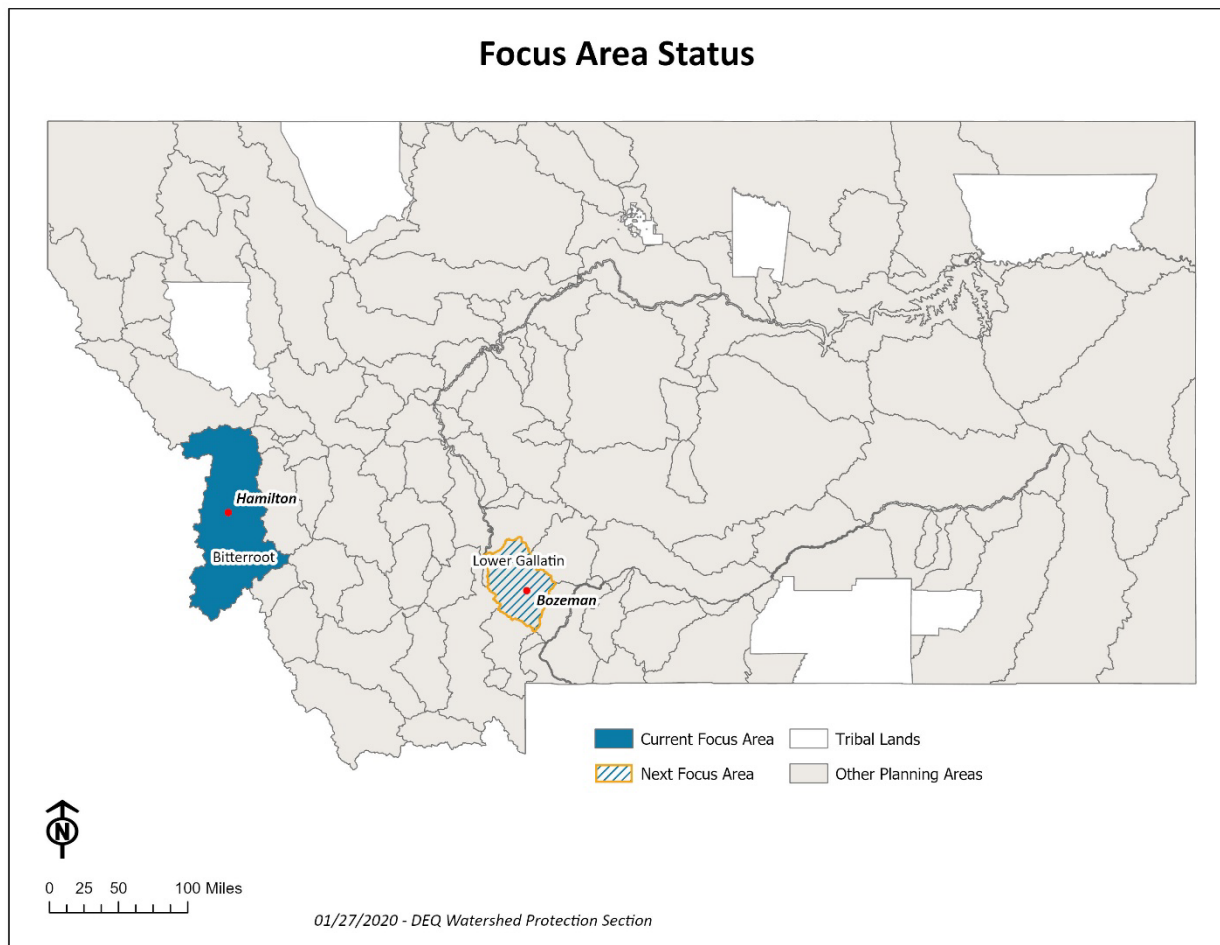 Focus Area Status
Hamilton
Bitterroot
Lower Gallatin
Bozeman
Current Focus Area
Tribal Lands
Next Focus Area
Other Planning Areas
N
0 25 50 100 Miles
01/27/2020 - DEQ Watershed Protection Section